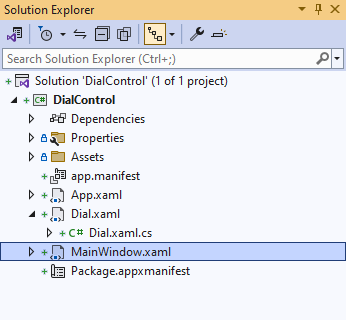 Solution Explorer
Search Solution Explorer (Ctrl+;)
Solution 'DialControl' (1 of 1 project)
C# DialControl
Dependencies
Properties
Assets
app.manifest
App.xaml
Dial.xaml
C# Dial.xaml.cs
MainWindow.xaml
Package.appxmanifest